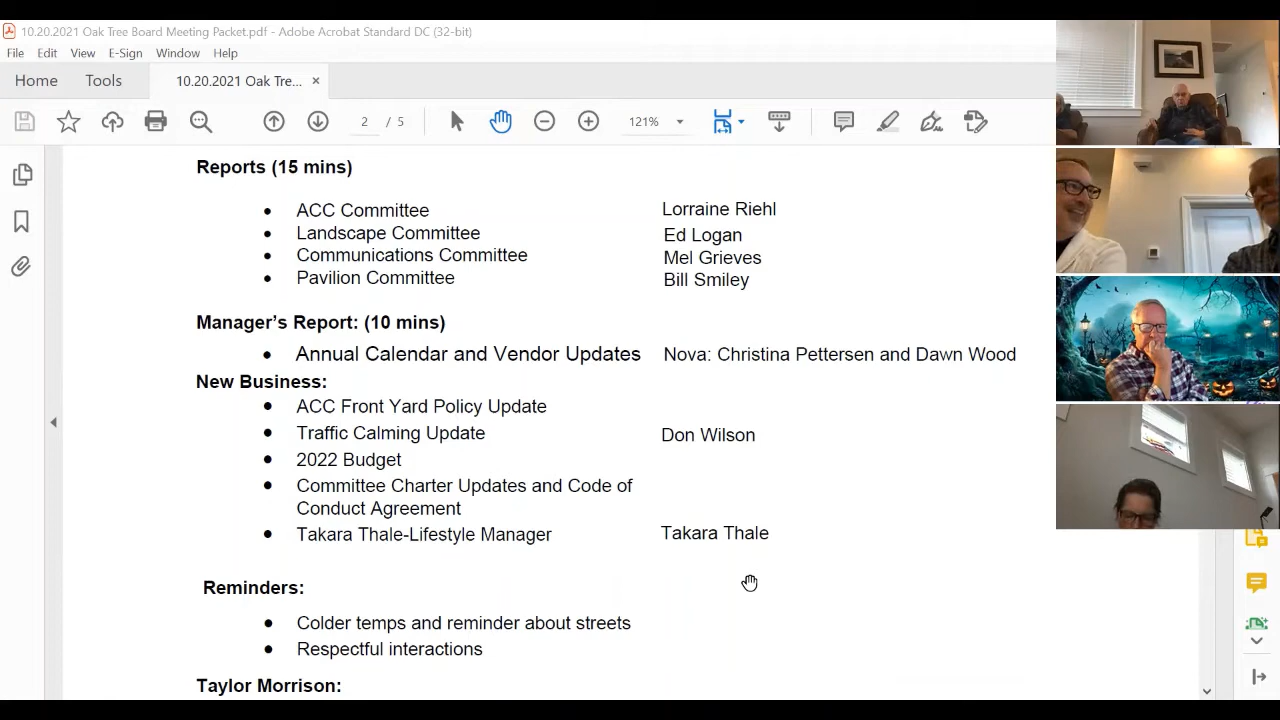 10.20.2021 Oak Tree Board Meeting Packet.pdf - Adobe Acrobat Standard DC (32-bit)
File Edit View E-Sign Window Help
Home Tools 10.20.2021 Oak Tre... ×
2 / 5 121%
Reports (15 mins)
• ACC Committee Lorraine Riehl
• Landscape Committee Ed Logan
• Communications Committee Mel Grieves
• Pavilion Committee Bill Smiley
Manager's Report: (10 mins)
• Annual Calendar and Vendor Updates Nova: Christina Pettersen and Dawn Wood
New Business:
• ACC Front Yard Policy Update
• Traffic Calming Update Don Wilson
• 2022 Budget
• Committee Charter Updates and Code of
Conduct Agreement
• Takara Thale-Lifestyle Manager Takara Thale
Reminders:
• Colder temps and reminder about streets
• Respectful interactions
Taylor Morrison: